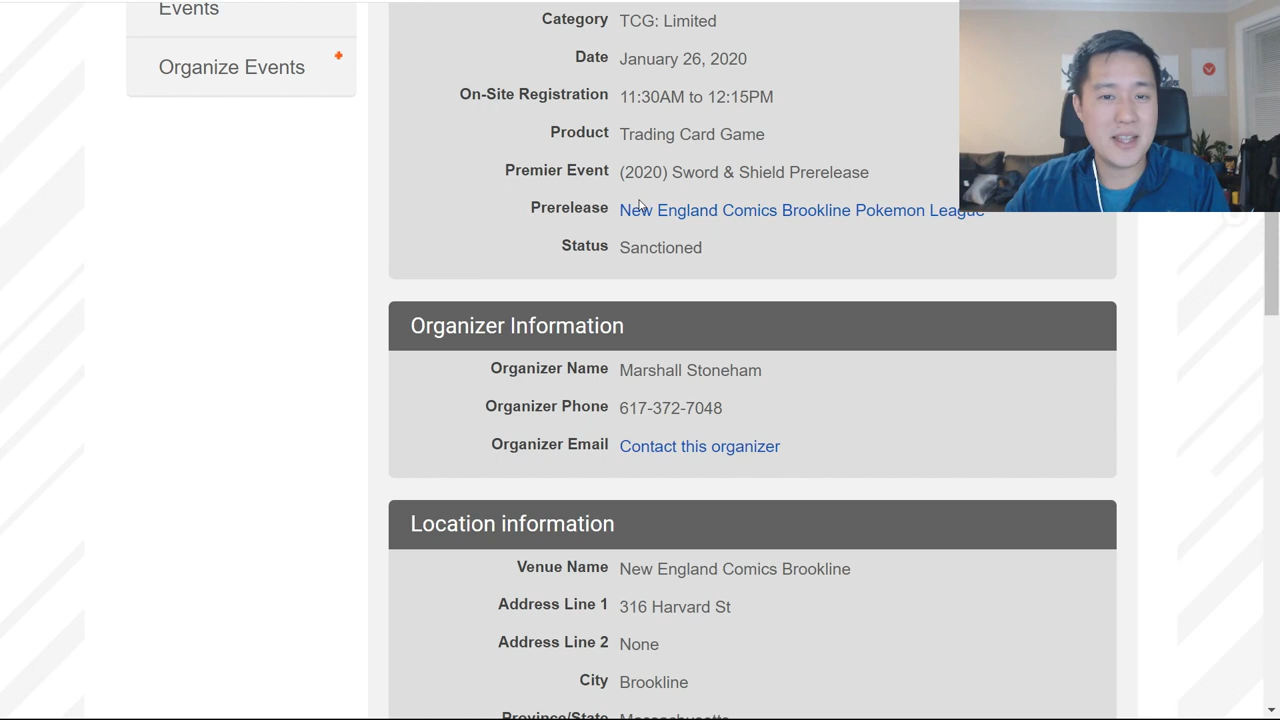 Events
Organize Events
Category TCG: Limited
Date January 26, 2020
On-Site Registration 11:30AM to 12:15PM
Product Trading Card Game
Premier Event (2020) Sword & Shield Prerelease
Prerelease New England Comics Brookline Pokemon League
Status Sanctioned
Organizer Information
Organizer Name Marshall Stoneham
Organizer Phone 617-372-7048
Organizer Email Contact this organizer
Location information
Venue Name New England Comics Brookline
Address Line 1 316 Harvard St
Address Line 2 None
City Brookline
Province/State Massachusetts